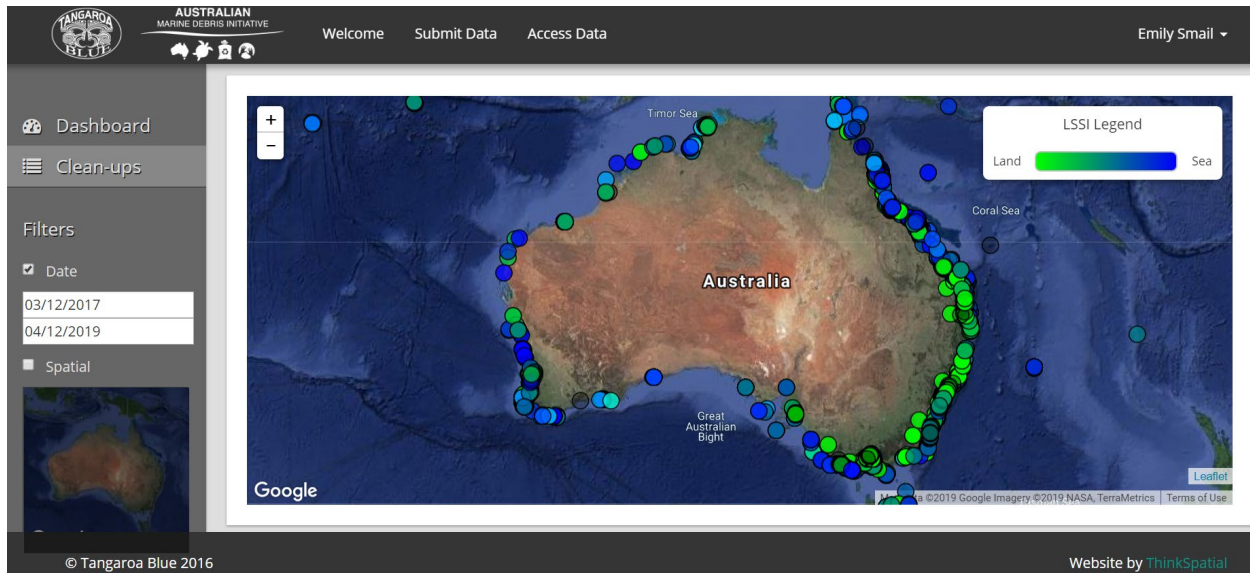 TANGAROA
BLUE
AUSTRALIAN
MARINE DEBRIS INITIATIVE
Welcome
Submit Data
Access Data
Emily Smail
Dashboard
Clean-ups
Filters
Date
03/12/2017
04/12/2019
Spatial
+
−
Timor Sea
LSSI Legend
Land
Sea
Coral Sea
Australia
Great
Australian
Bight
Google
Leaflet
©2019 Google Imagery ©2019 NASA, TerraMetrics
Terms of Use
© Tangaroa Blue 2016
Website by ThinkSpatial